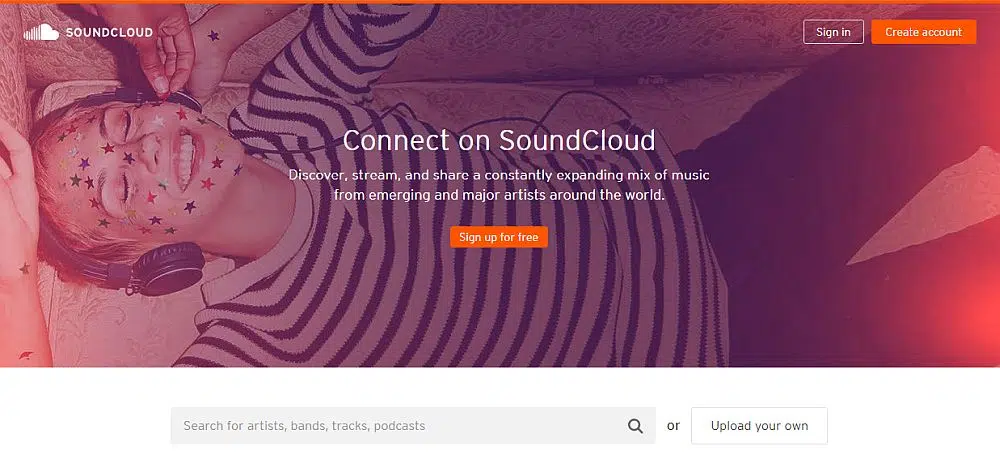 SOUNDCLOUD
Sign in
Create account
Connect on SoundCloud
Discover, stream, and share a constantly expanding mix of music
from emerging and major artists around the world.
Sign up for free
Search for artists, bands, tracks, podcasts
or
Upload your own